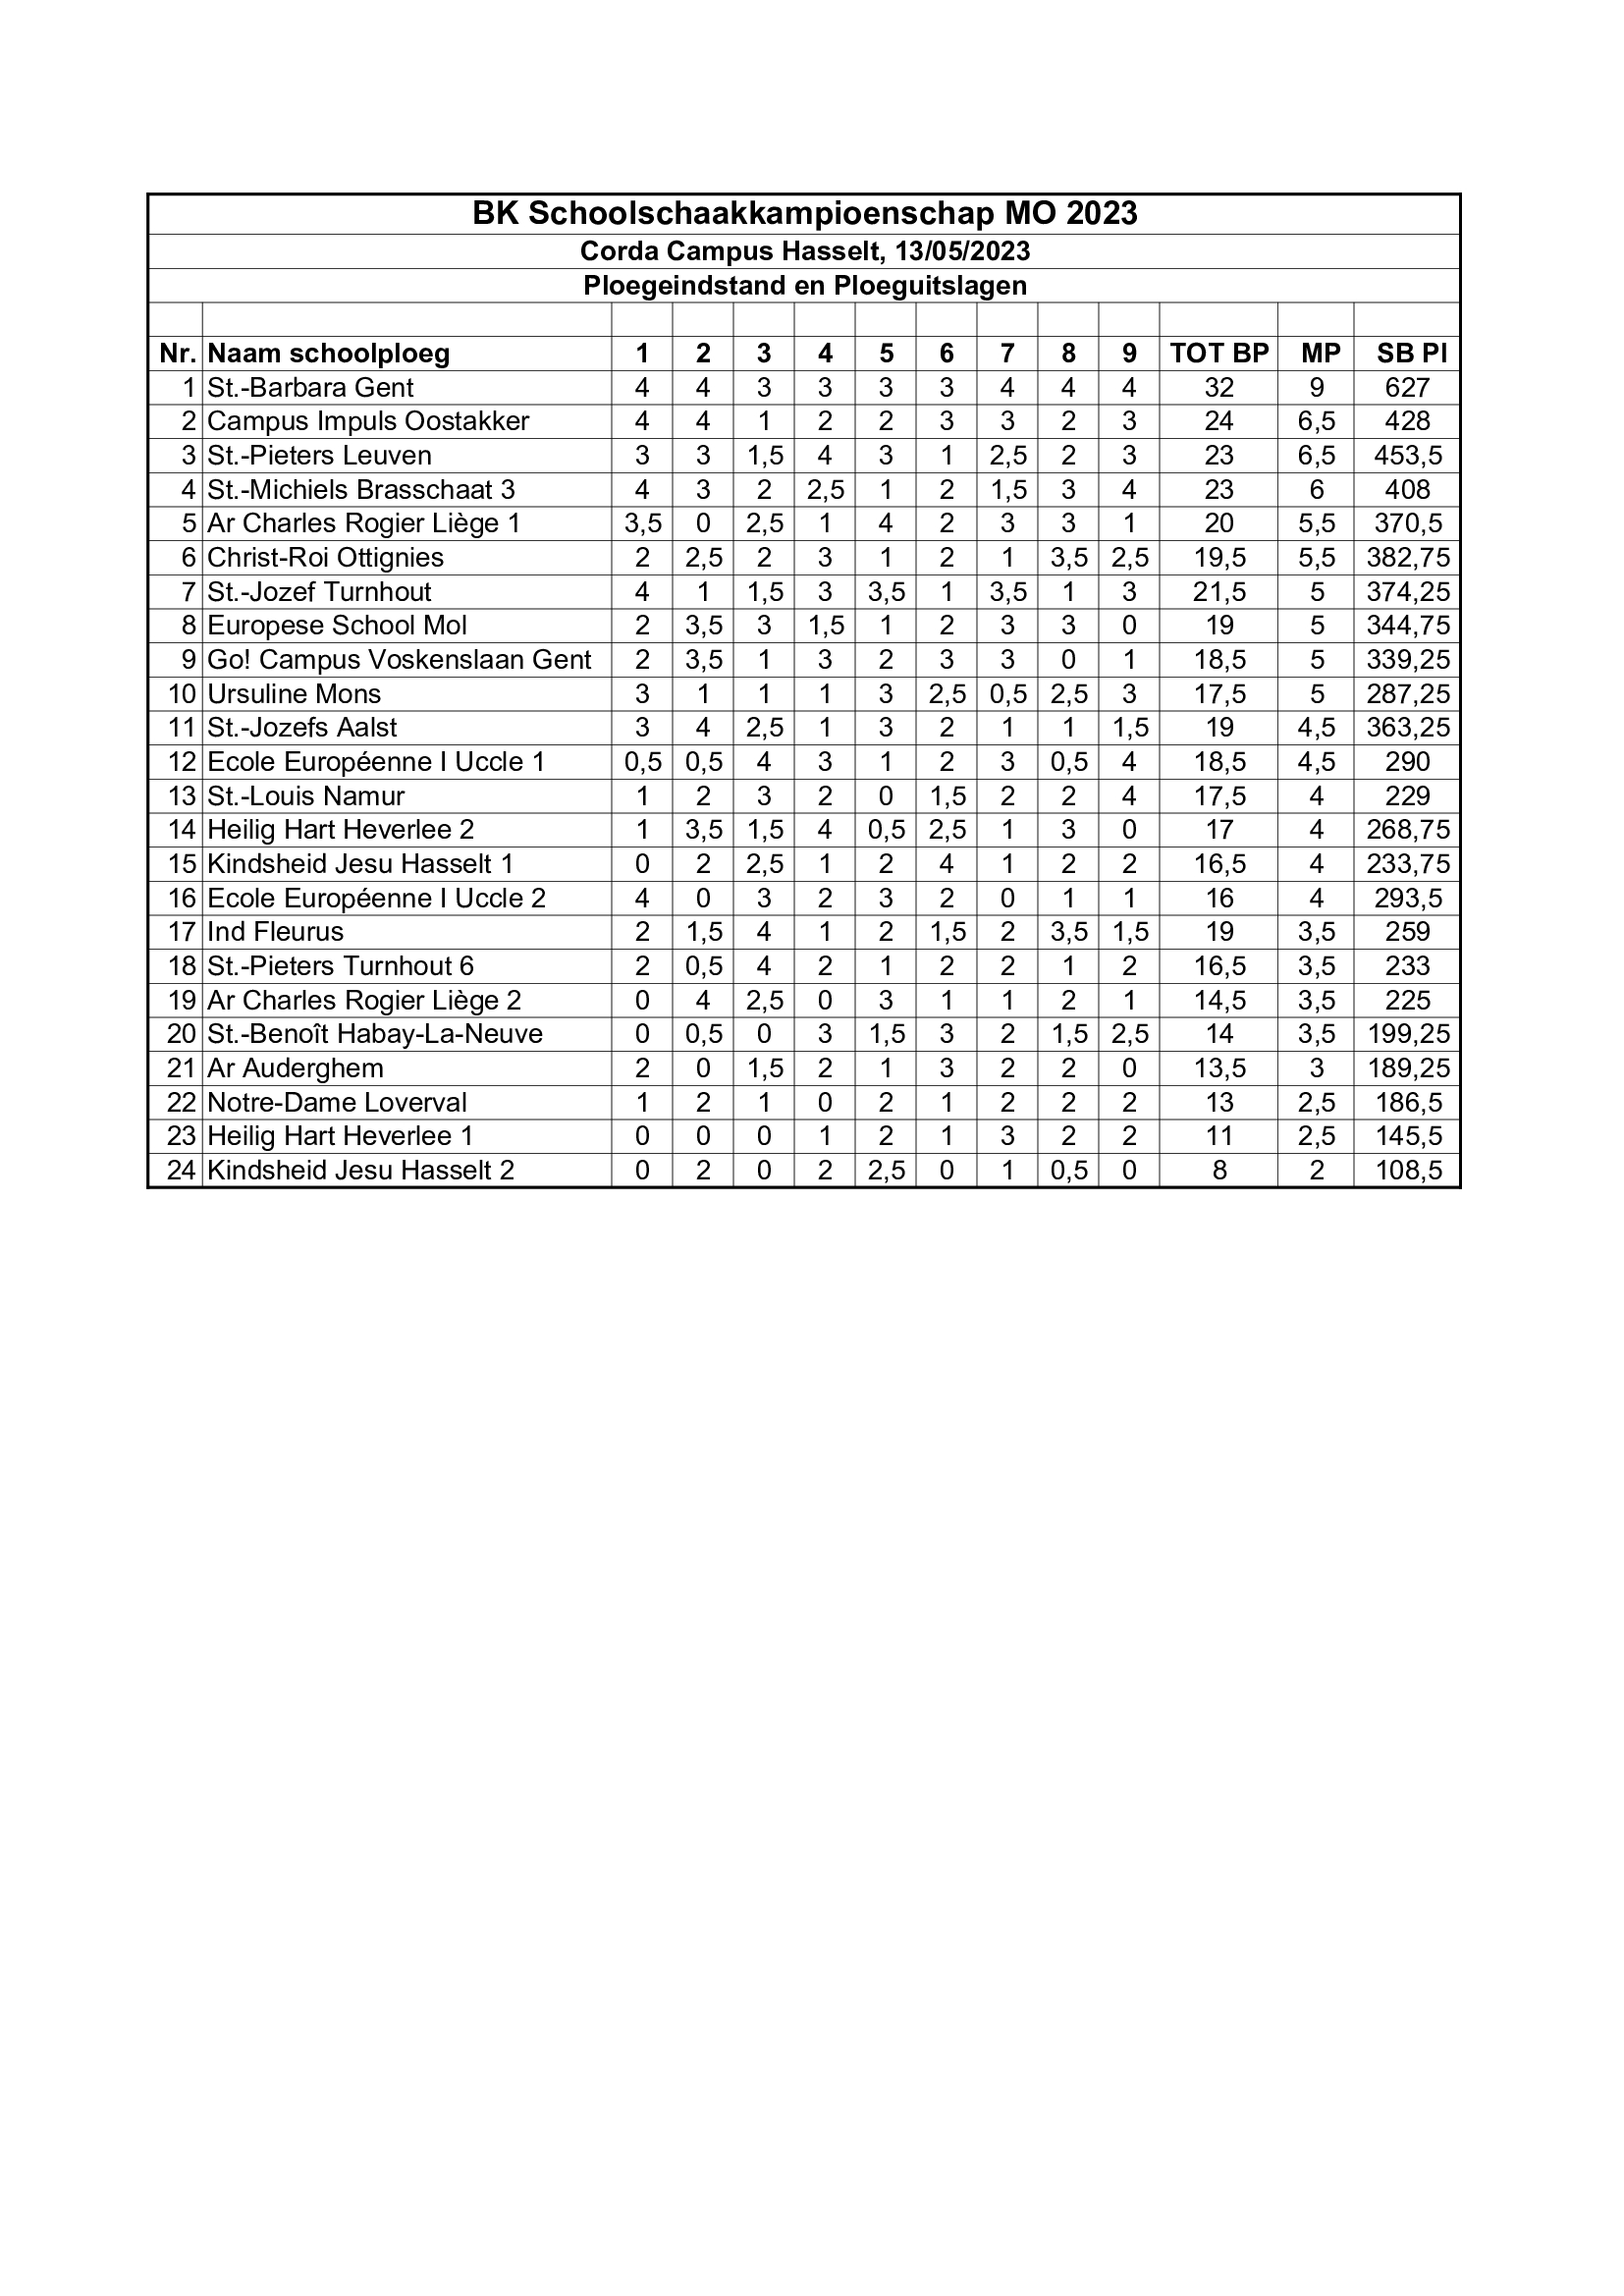 BK Schoolschaakkampioenschap MO 2023
Corda Campus Hasselt, 13/05/2023
Ploegeindstand en Ploeguitslagen
Nr. Naam schoolploeg 1 2 3 4 5 6 7 8 9 TOT BP MP SB Pl
1 St.-Barbara Gent 4 4 3 3 3 3 4 4 4 32 9 627
2 Campus Impuls Oostakker 4 4 1 2 2 3 3 2 3 24 6,5 428
3 St.-Pieters Leuven 3 3 1,5 4 3 1 2,5 2 3 23 6,5 453,5
4 St.-Michiels Brasschaat 3 4 3 2 2,5 1 2 1,5 3 4 23 6 408
5 Ar Charles Rogier Liège 1 3,5 0 2,5 1 4 2 3 3 1 20 5,5 370,5
6 Christ-Roi Ottignies 2 2,5 2 3 1 2 1 3,5 2,5 19,5 5,5 382,75
7 St.-Jozef Turnhout 4 1 1,5 3 3,5 1 3,5 1 3 21,5 5 374,25
8 Europese School Mol 2 3,5 3 1,5 1 2 3 3 0 19 5 344,75
9 Go! Campus Voskenslaan Gent 2 3,5 1 3 2 3 3 0 1 18,5 5 339,25
10 Ursuline Mons 3 1 1 1 3 2,5 0,5 2,5 3 17,5 5 287,25
11 St.-Jozefs Aalst 3 4 2,5 1 3 2 1 1 1,5 19 4,5 363,25
12 Ecole Européenne I Uccle 1 0,5 0,5 4 3 1 2 3 0,5 4 18,5 4,5 290
13 St.-Louis Namur 1 2 3 2 0 1,5 2 2 4 17,5 4 229
14 Heilig Hart Heverlee 2 1 3,5 1,5 4 0,5 2,5 1 3 0 17 4 268,75
15 Kindsheid Jesu Hasselt 1 0 2 2,5 1 2 4 1 2 2 16,5 4 233,75
16 Ecole Européenne I Uccle 2 4 0 3 2 3 2 0 1 1 16 4 293,5
17 Ind Fleurus 2 1,5 4 1 2 1,5 2 3,5 1,5 19 3,5 259
18 St.-Pieters Turnhout 6 2 0,5 4 2 1 2 2 1 2 16,5 3,5 233
19 Ar Charles Rogier Liège 2 0 4 2,5 0 3 1 1 2 1 14,5 3,5 225
20 St.-Benoît Habay-La-Neuve 0 0,5 0 3 1,5 3 2 1,5 2,5 14 3,5 199,25
21 Ar Auderghem 2 0 1,5 2 1 3 2 2 0 13,5 3 189,25
22 Notre-Dame Loverval 1 2 1 0 2 1 2 2 2 13 2,5 186,5
23 Heilig Hart Heverlee 1 0 0 0 1 2 1 3 2 2 11 2,5 145,5
24 Kindsheid Jesu Hasselt 2 0 2 0 2 2,5 0 1 0,5 0 8 2 108,5